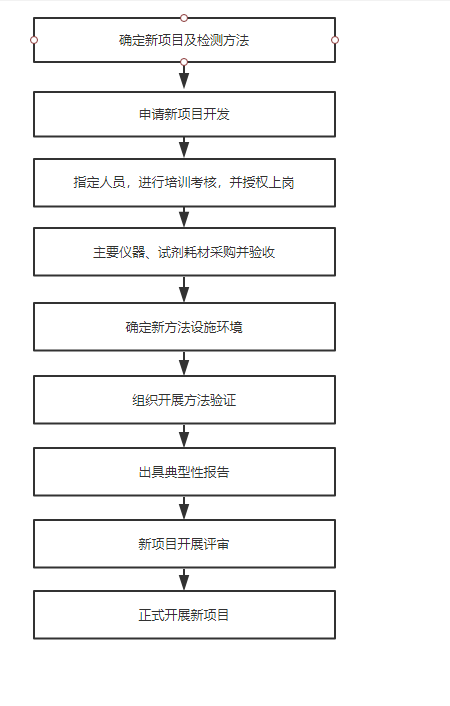 确定新项目及检测方法
申请新项目开发
指定人员，进行培训考核，并授权上岗
主要仪器、试剂耗材采购并验收
确定新方法设施环境
组织开展方法验证
出具典型性报告
新项目开展评审
正式开展新项目